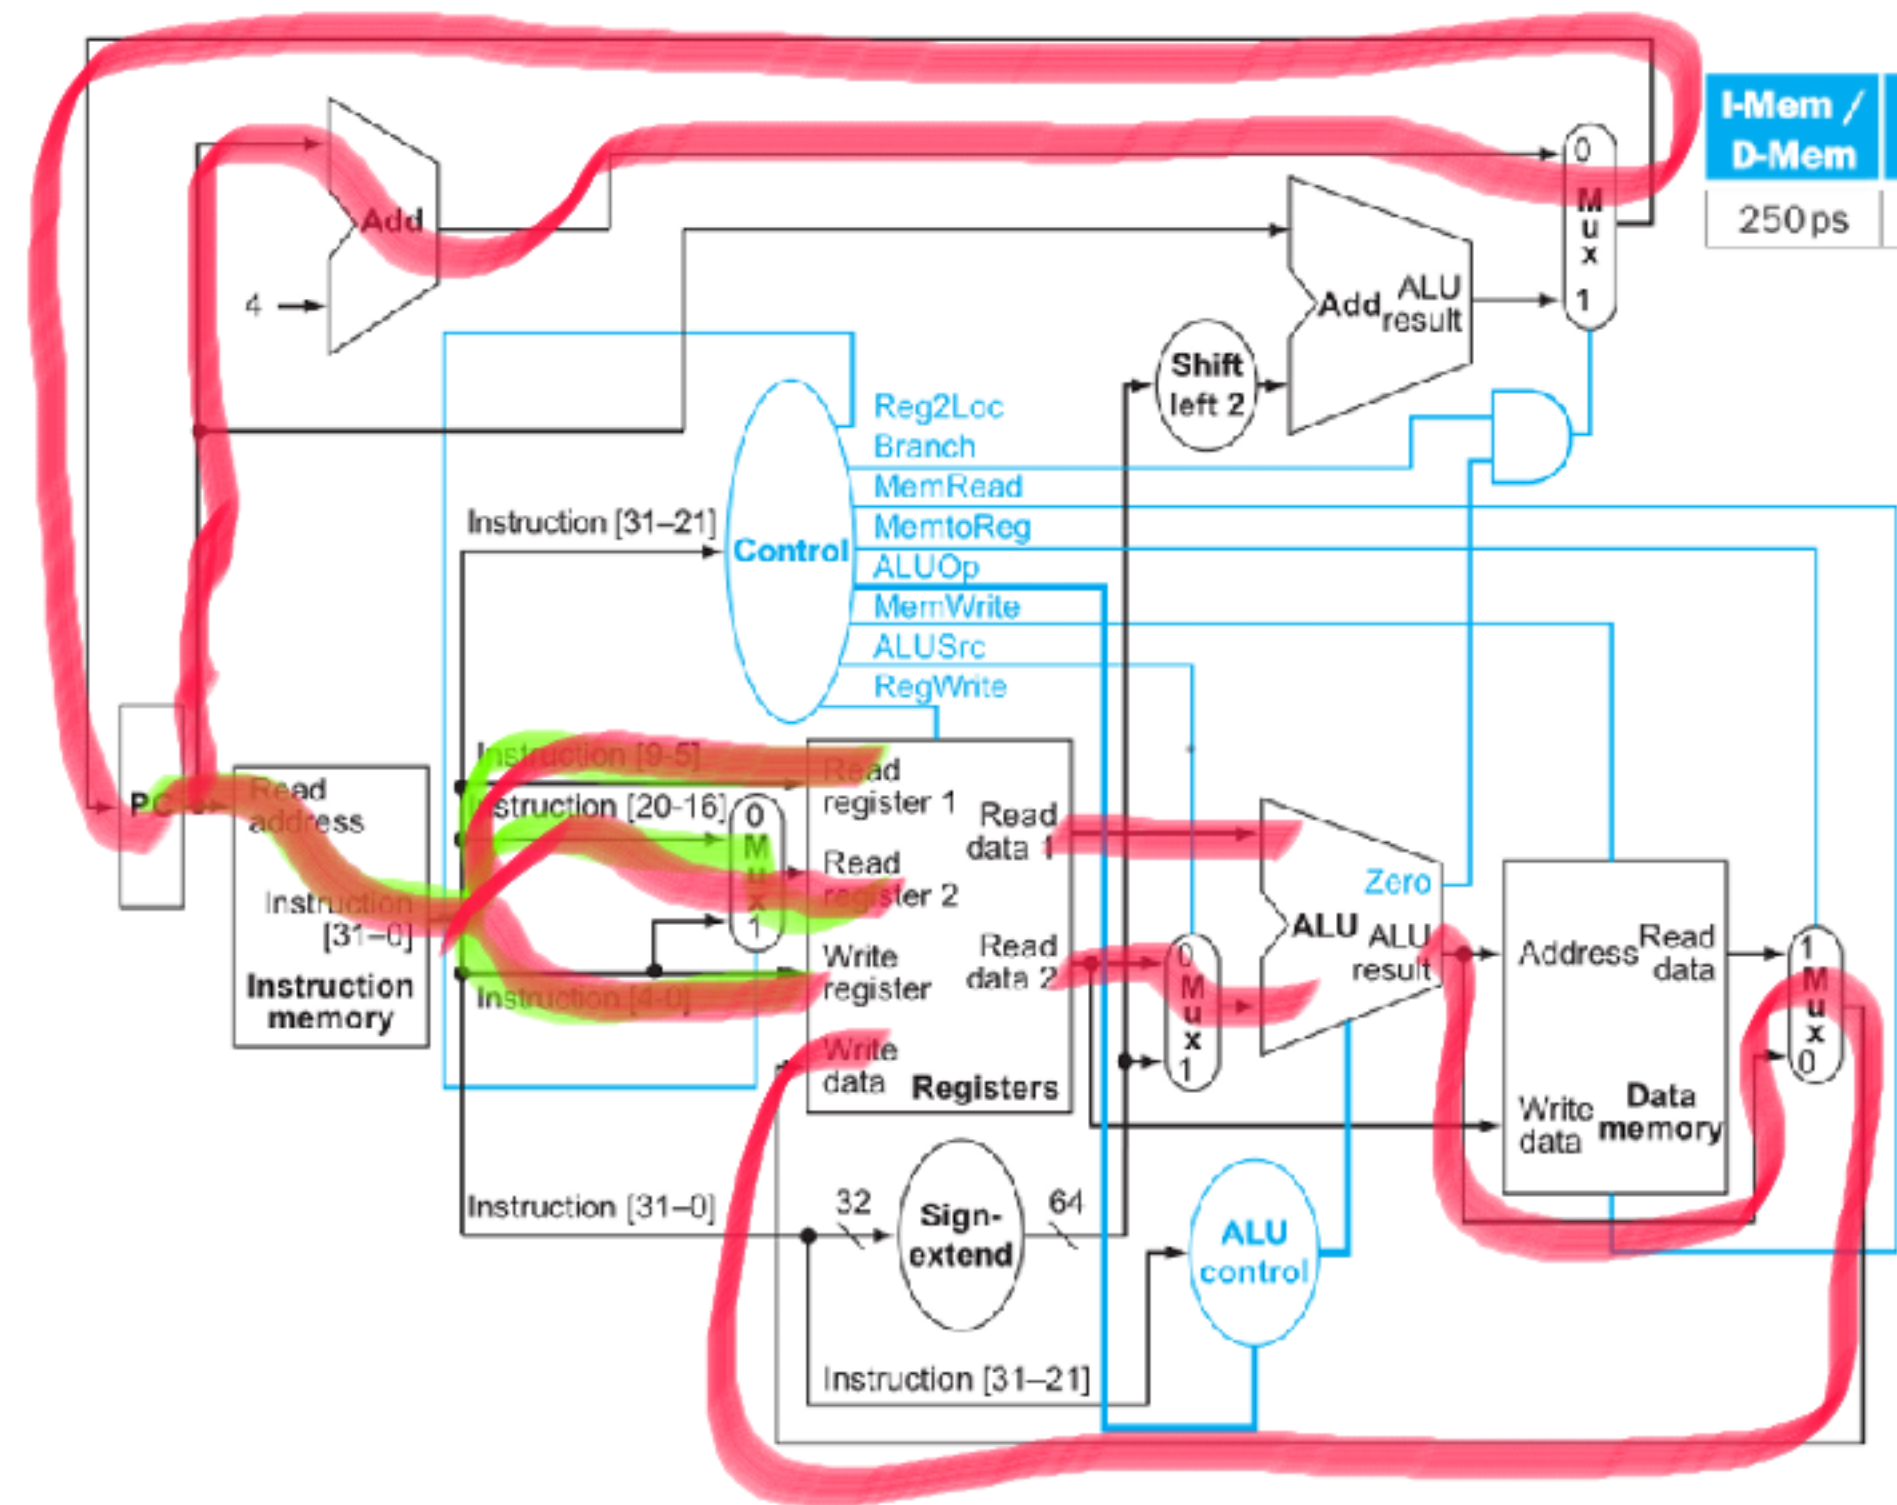 I-Mem /
D-Mem
250 ps
0
M
u
x
1
Add
4
Add
ALU
result
Shift
left 2
Reg2Loc
Branch
MemRead
MemtoReg
ALUOp
MemWrite
ALUSrc
RegWrite
Control
Instruction [31–21]
Instruction [9-5]
Instruction [20-16]
Instruction [4-0]
PC
Read
address
Instruction
[31–0]
Instruction
memory
0
M
u
x
1
Read
register 1
Read
register 2
Write
register
Write
data
Read
data 1
Read
data 2
Registers
0
M
u
x
1
Zero
ALU
ALU
result
Address
Read
data
Write
data
Data
memory
1
M
u
x
0
Instruction [31–0]
32
Sign-
extend
64
ALU
control
Instruction [31–21]